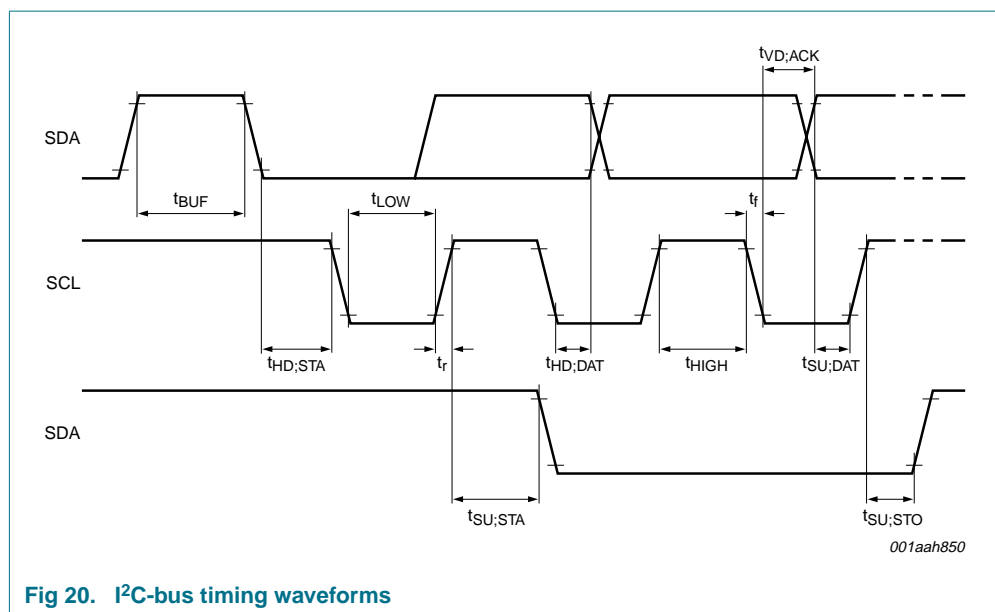 tVD;ACK
SDA
tBUF
tLOW
tf
SCL
tHD;STA
tr
tHD;DAT
tHIGH
tSU;DAT
SDA
tSU;STA
tSU;STO
001aah850
Fig 20. I²C-bus timing waveforms